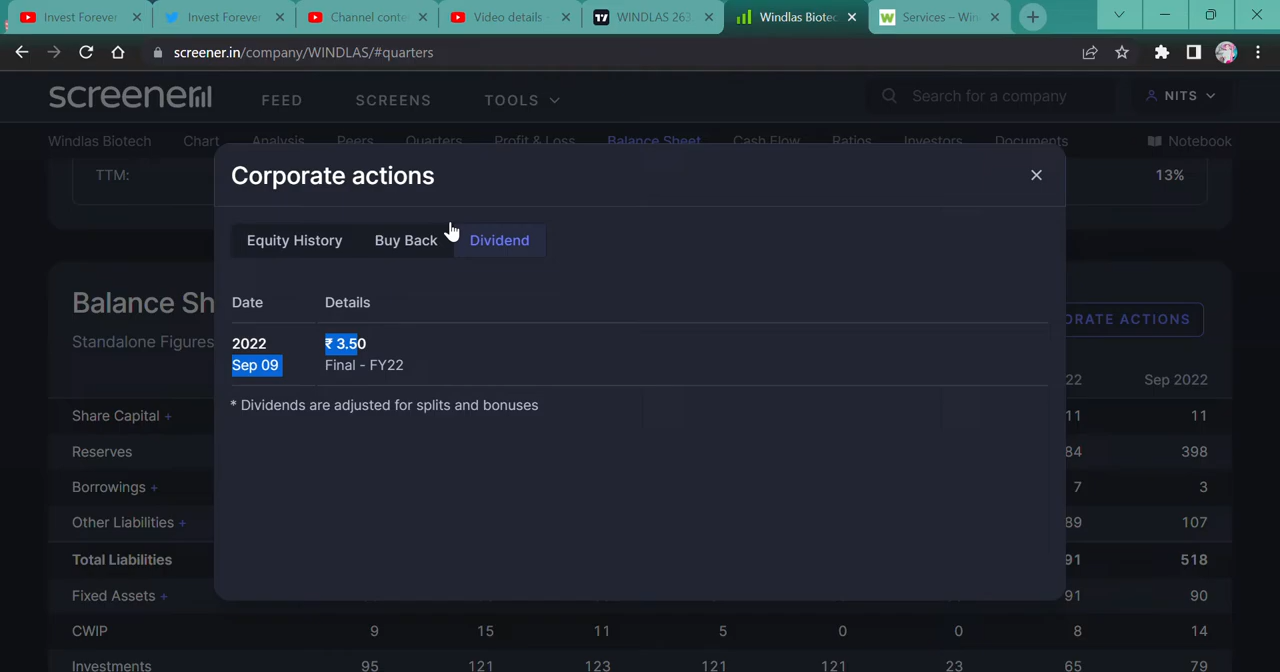 Invest Forever
Invest Forever
Channel conte
Video details -
WINDLAS 263.
Windlas Biotec
Services – Win
screener.in/company/WINDLAS/#quarters
screener
FEED
SCREENS
TOOLS
Search for a company
NITS
Windlas Biotech
Chart
Analysis
Peers
Quarters
Profit & Loss
Balance Sheet
Cash Flow
Ratios
Investors
Documents
Notebook
TTM:
13%
Corporate actions
Equity History
Buy Back
Dividend
Date Details
2022 ₹ 3.50
Sep 09 Final - FY22
* Dividends are adjusted for splits and bonuses
Balance Sh
Standalone Figures
ORATE ACTIONS
22 Sep 2022
Share Capital + 11 11
Reserves 84 398
Borrowings + 7 3
Other Liabilities + 89 107
Total Liabilities 91 518
Fixed Assets + 91 90
CWIP 9 15 11 5 0 0 8 14
Investments 95 121 123 121 121 23 65 79